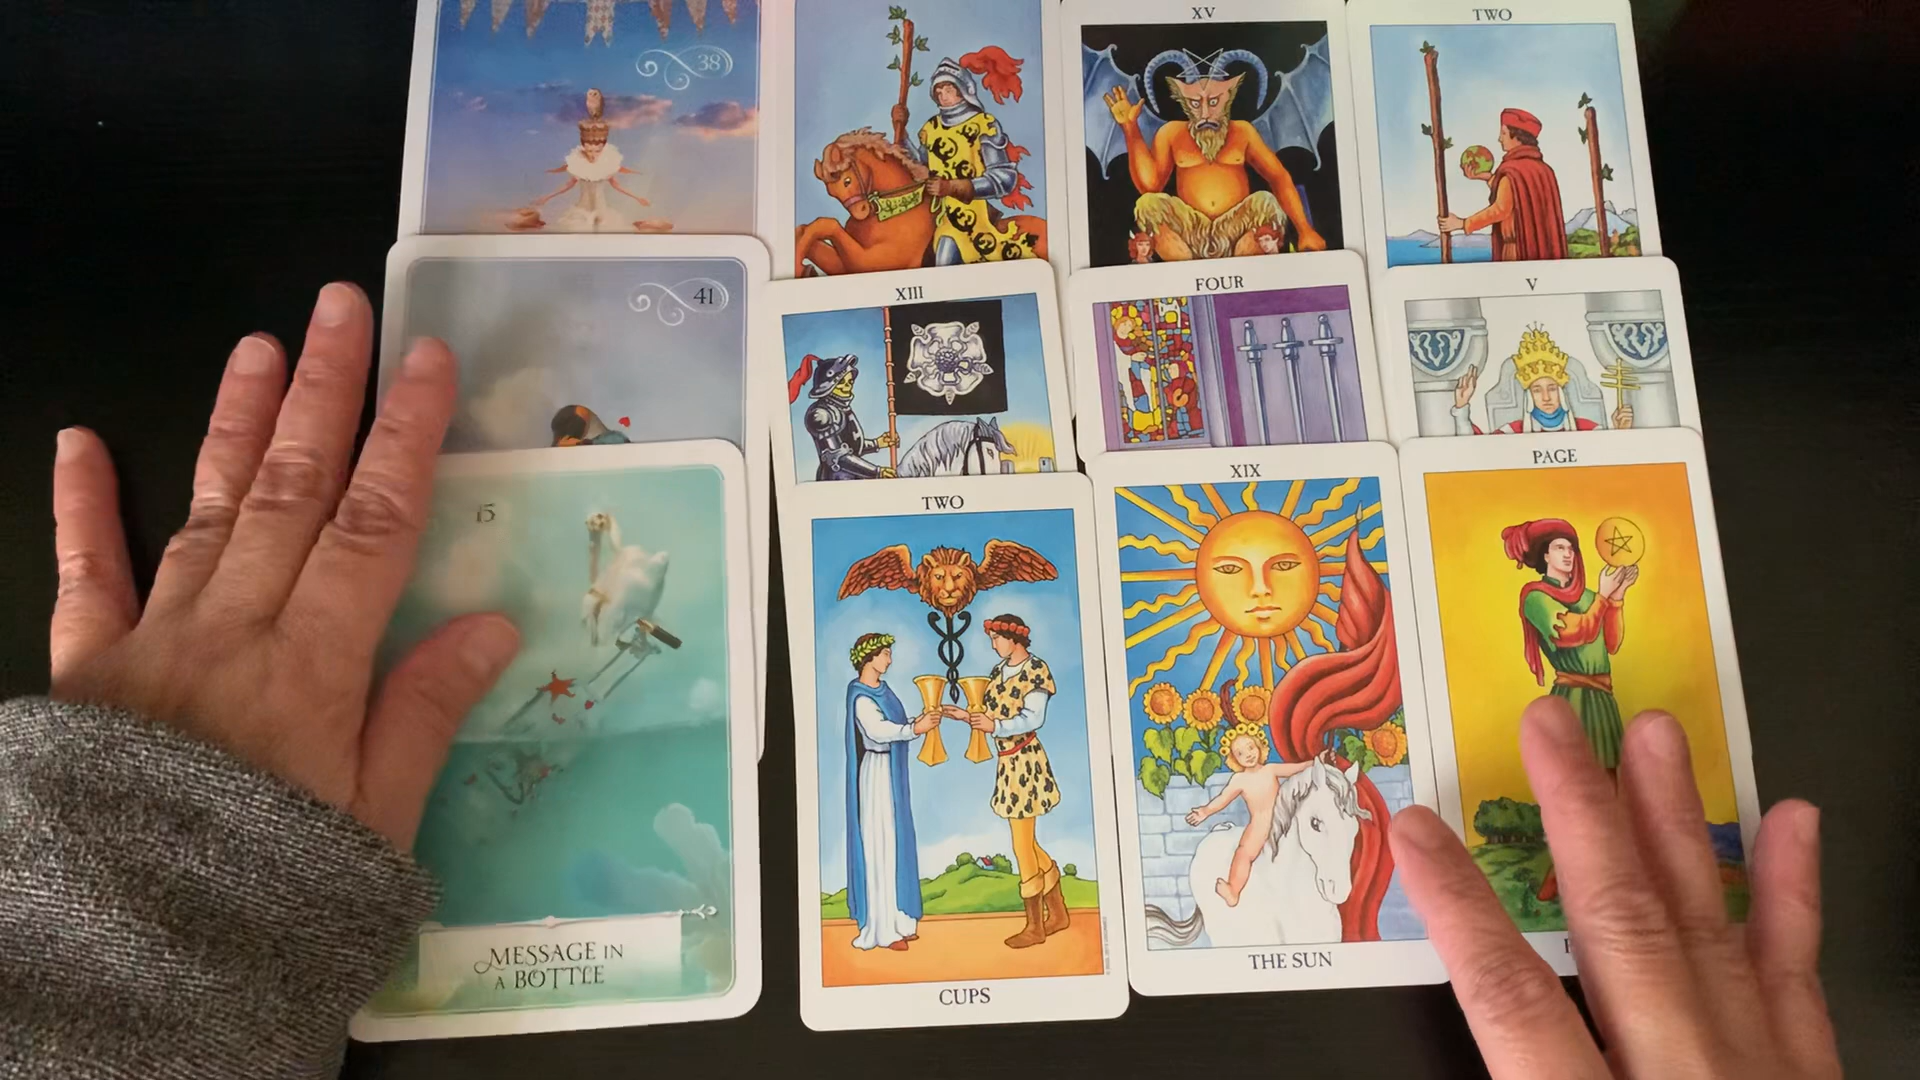 38
XV
TWO
41
XIII
FOUR
V
15
TWO
XIX
PAGE
MESSAGE IN
A BOTTLE
CUPS
THE SUN